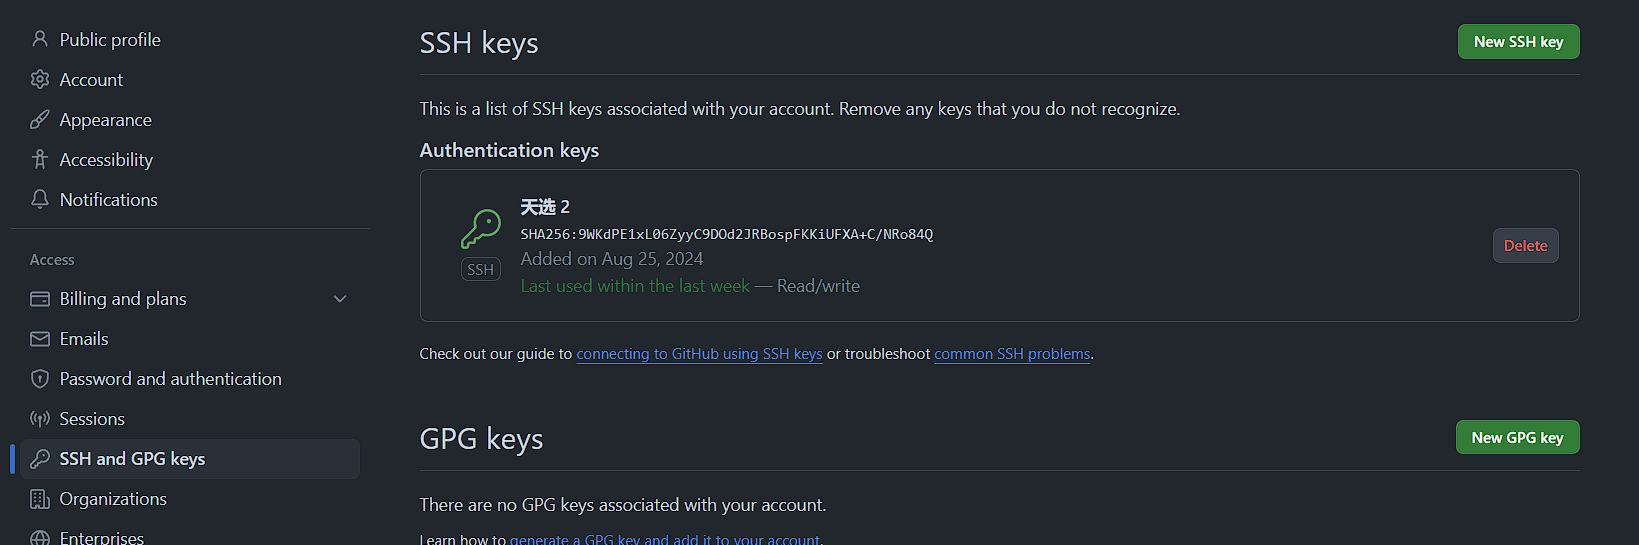 Public profile
Account
Appearance
Accessibility
Notifications
Access
Billing and plans
Emails
Password and authentication
Sessions
SSH and GPG keys
Organizations
Enterprises
SSH keys
New SSH key
This is a list of SSH keys associated with your account. Remove any keys that you do not recognize.
Authentication keys
天选 2
SHA256:9WKdPE1xL06ZyyC9DOd2JRBospFKKiUFXA+C/NRo84Q
Added on Aug 25, 2024
Last used within the last week — Read/write
SSH
Delete
Check out our guide to connecting to GitHub using SSH keys or troubleshoot common SSH problems.
GPG keys
New GPG key
There are no GPG keys associated with your account.
Learn how to generate a GPG key and add it to your account.